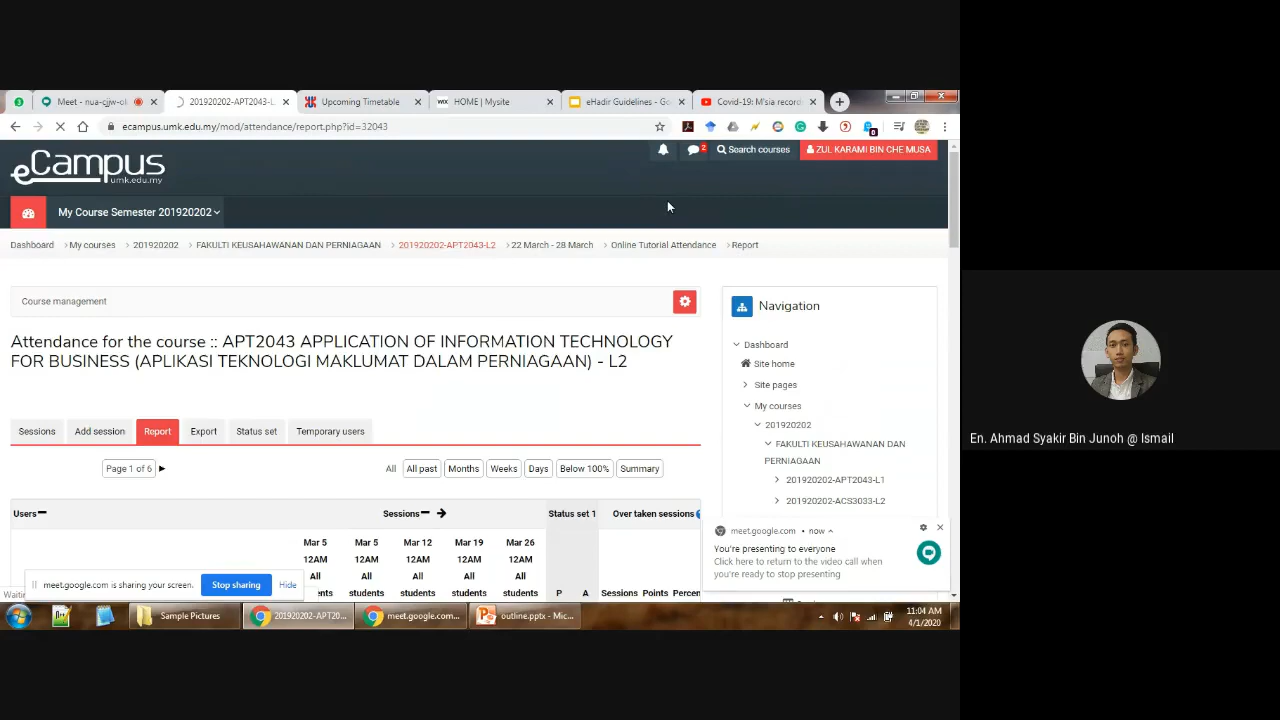 3
Meet - nua-cjjw-o
201920202-APT2043-L
Upcoming Timetable
WIX
HOME | Mysite
eHadir Guidelines - Go
Covid-19: M'sia record
ecampus.umk.edu.my/mod/attendance/report.php?id=32043
0
eCampus
umk.edu.my
2
Search courses
ZUL KARAMI BIN CHE MUSA
My Course Semester 201920202
Dashboard
My courses
201920202
FAKULTI KEUSAHAWANAN DAN PERNIAGAAN
201920202-APT2043-L2
22 March - 28 March
Online Tutorial Attendance
Report
Course management
Navigation
Attendance for the course :: APT2043 APPLICATION OF INFORMATION TECHNOLOGY
FOR BUSINESS (APLIKASI TEKNOLOGI MAKLUMAT DALAM PERNIAGAAN) - L2
Dashboard
Site home
Site pages
My courses
201920202
FAKULTI KEUSAHAWANAN DAN
PERNIAGAAN
201920202-APT2043-L1
201920202-ACS3033-L2
Sessions
Add session
Report
Export
Status set
Temporary users
Page 1 of 6
All
All past
Months
Weeks
Days
Below 100%
Summary
Users
Sessions
Status set 1
Over taken sessions
Mar 5 Mar 5 Mar 12 Mar 19 Mar 26
12AM 12AM 12AM 12AM 12AM
All All All All All
students students students students
P A Sessions Points Percen
meet.google.com • now
You're presenting to everyone
Click here to return to the video call when
you're ready to stop presenting
meet.google.com is sharing your screen.
Stop sharing
Hide
Sample Pictures
201920202-APT20...
meet.google.com...
outline.pptx - Mic...
11:04 AM
4/1/2020
En. Ahmad Syakir Bin Junoh @ Ismail